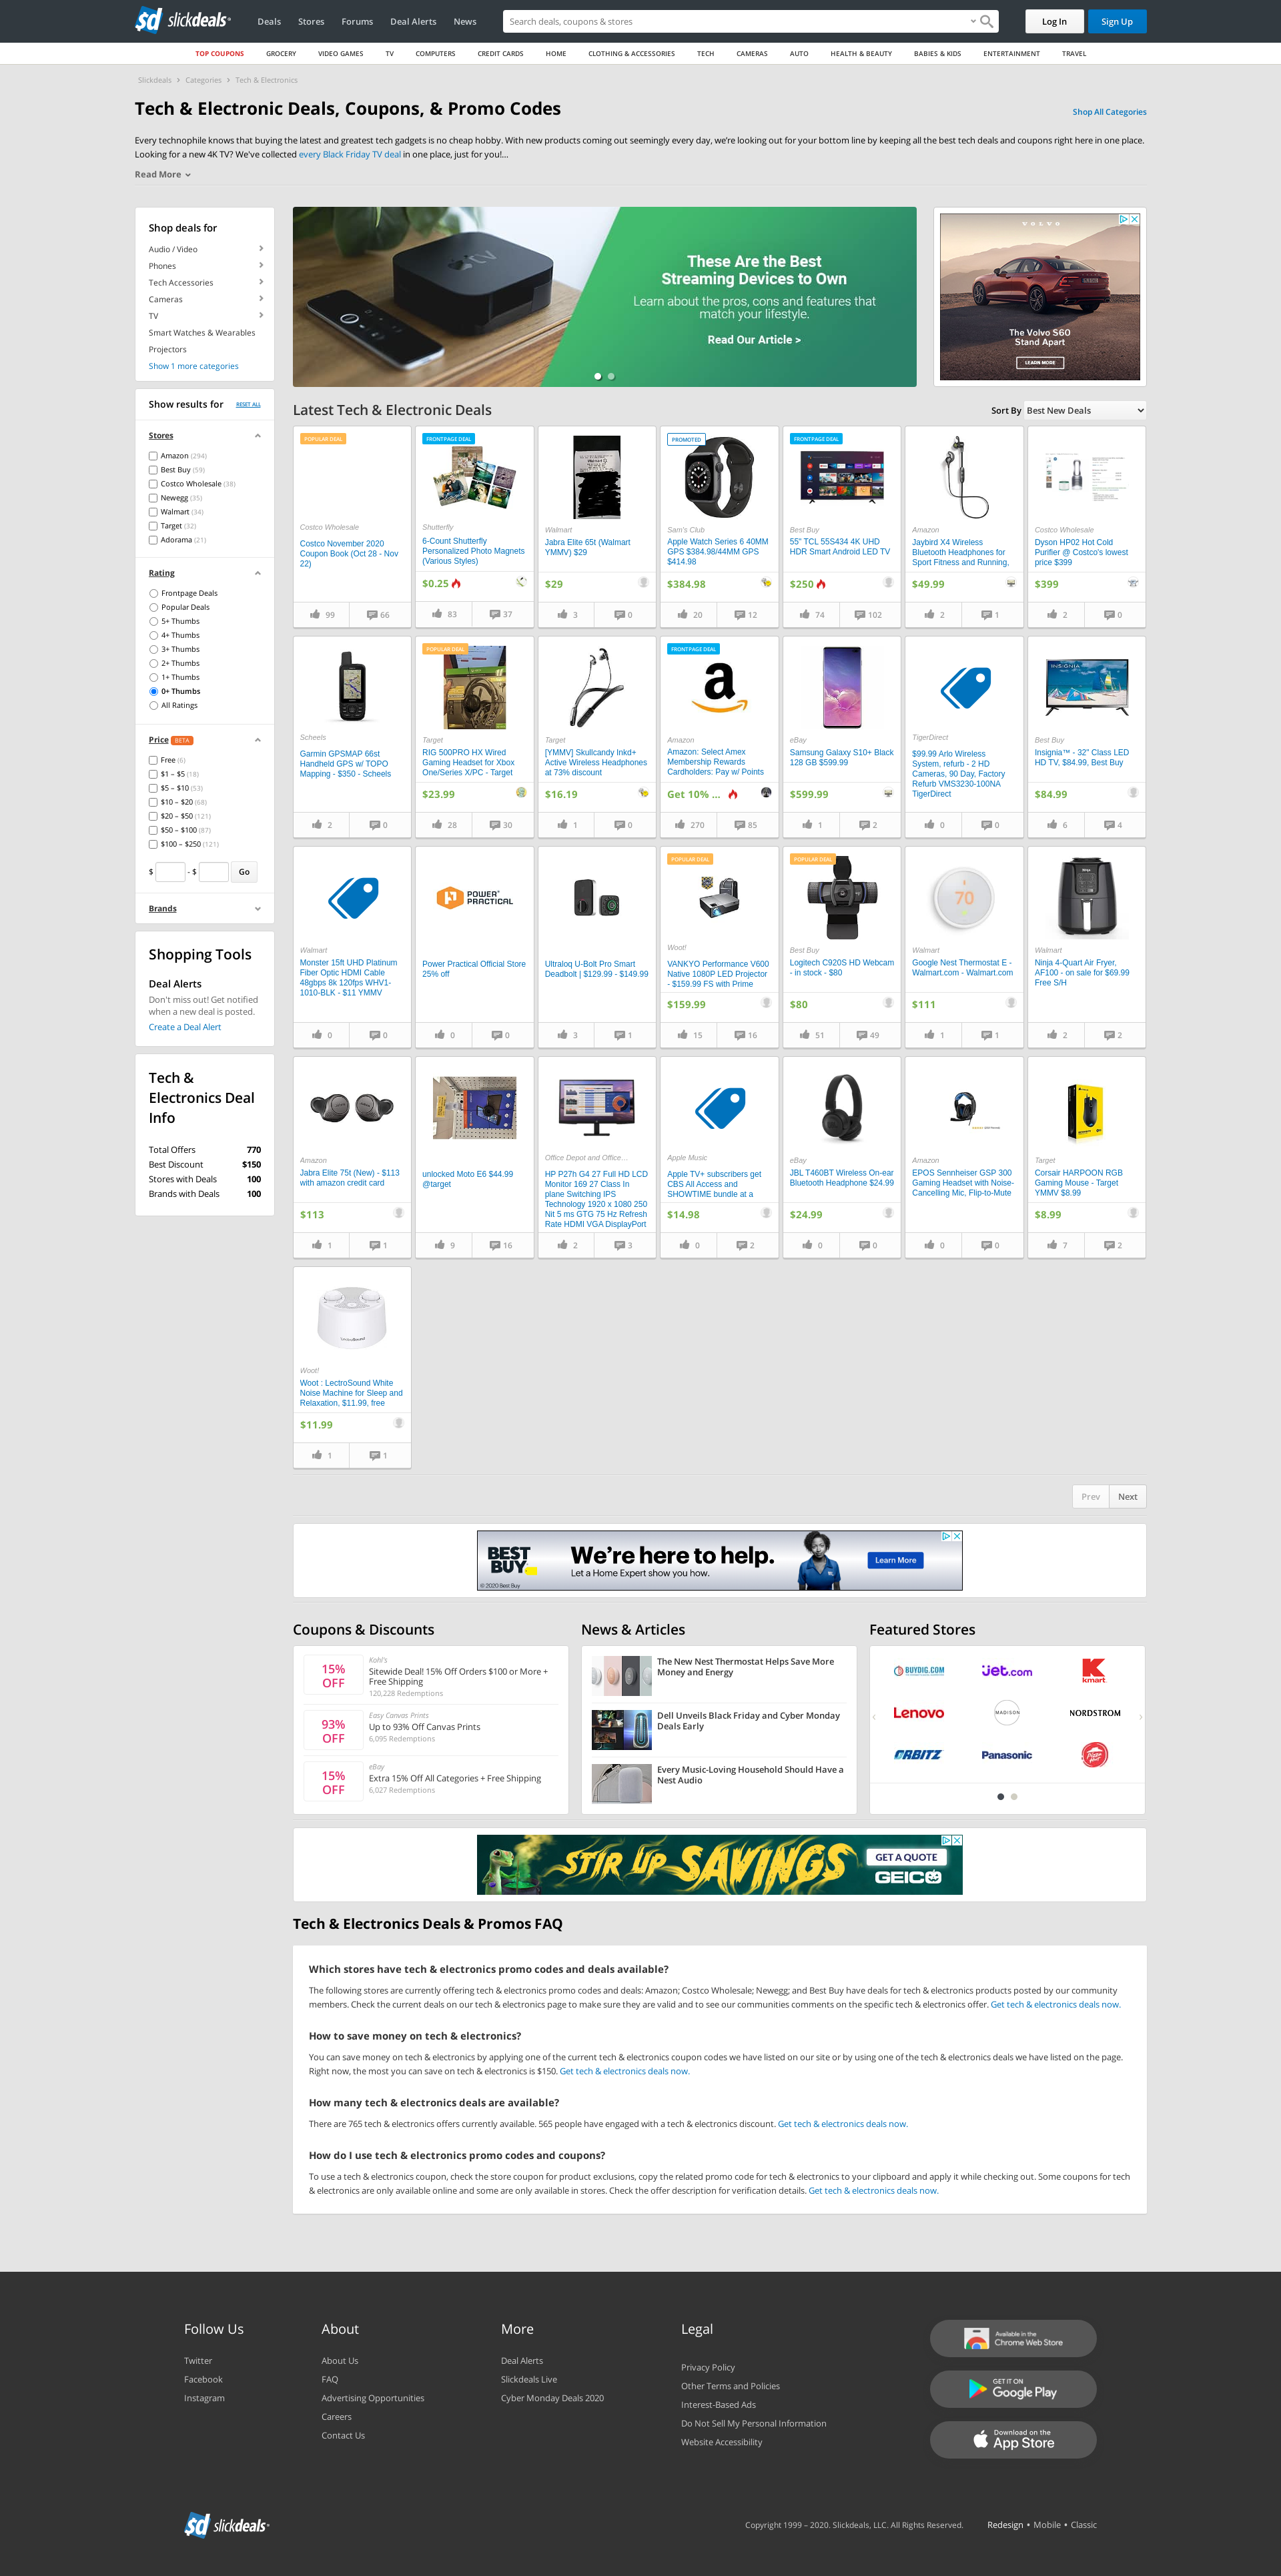 sd slickdeals
Deals
Stores
Forums
Deal Alerts
News
Search deals, coupons & stores
Log In
Sign Up
TOP COUPONS
GROCERY
VIDEO GAMES
TV
COMPUTERS
CREDIT CARDS
HOME
CLOTHING & ACCESSORIES
TECH
CAMERAS
AUTO
HEALTH & BEAUTY
BABIES & KIDS
ENTERTAINMENT
TRAVEL
Slickdeals > Categories > Tech & Electronics
Tech & Electronic Deals, Coupons, & Promo Codes
Shop All Categories
Every technophile knows that buying the latest and greatest tech gadgets is no cheap hobby. With new products coming out seemingly every day, we're looking out for your bottom line by keeping all the best tech deals and coupons right here in one place.
Looking for a new 4K TV? We've collected every Black Friday TV deal in one place, just for you!...
Read More
Shop deals for
Audio / Video
Phones
Tech Accessories
Cameras
TV
Smart Watches & Wearables
Projectors
Show 1 more categories
Show results for
RESET ALL
Stores
Amazon (294)
Best Buy (59)
Costco Wholesale (38)
Newegg (35)
Walmart (34)
Target (32)
Adorama (21)
Rating
Frontpage Deals
Popular Deals
5+ Thumbs
4+ Thumbs
3+ Thumbs
2+ Thumbs
1+ Thumbs
0+ Thumbs
All Ratings
Price BETA
Free (6)
$1 – $5 (18)
$5 – $10 (53)
$10 – $20 (68)
$20 – $50 (121)
$50 – $100 (87)
$100 – $250 (121)
$ - $ Go
Brands
Shopping Tools
Deal Alerts
Don't miss out! Get notified
when a new deal is posted.
Create a Deal Alert
Tech &
Electronics Deal
Info
Total Offers 770
Best Discount $150
Stores with Deals 100
Brands with Deals 100
tv
These Are the Best
Streaming Devices to Own
Learn about the pros, cons and features that
match your lifestyle.
Read Our Article >
VOLVO
The Volvo S60
Stand Apart
LEARN MORE
Latest Tech & Electronic Deals
Sort By Best New Deals
POPULAR DEAL
Costco Wholesale
Costco November 2020
Coupon Book (Oct 28 - Nov
22)
99 66
FRONTPAGE DEAL
Shutterfly
6-Count Shutterfly
Personalized Photo Magnets
(Various Styles)
$0.25
83 37
Walmart
Jabra Elite 65t (Walmart
YMMV) $29
$29
3 0
PROMOTED
Sam's Club
Apple Watch Series 6 40MM
GPS $384.98/44MM GPS
$414.98
$384.98
20 12
FRONTPAGE DEAL
Best Buy
55" TCL 55S434 4K UHD
HDR Smart Android LED TV
$250
74 102
Amazon
Jaybird X4 Wireless
Bluetooth Headphones for
Sport Fitness and Running,
$49.99
2 1
Costco Wholesale
Dyson HP02 Hot Cold
Purifier @ Costco's lowest
price $399
$399
2 0
Scheels
Garmin GPSMAP 66st
Handheld GPS w/ TOPO
Mapping - $350 - Scheels
2 0
POPULAR DEAL
Target
RIG 500PRO HX Wired
Gaming Headset for Xbox
One/Series X/PC - Target
$23.99
28 30
Target
[YMMV] Skullcandy Inkd+
Active Wireless Headphones
at 73% discount
$16.19
1 0
FRONTPAGE DEAL
a
Amazon
Amazon: Select Amex
Membership Rewards
Cardholders: Pay w/ Points
Get 10% ...
270 85
eBay
Samsung Galaxy S10+ Black
128 GB $599.99
$599.99
1 2
TigerDirect
$99.99 Arlo Wireless
System, refurb - 2 HD
Cameras, 90 Day, Factory
Refurb VMS3230-100NA
TigerDirect
0 0
INSIGNIA
Best Buy
Insignia™ - 32" Class LED
HD TV, $84.99, Best Buy
$84.99
6 4
Walmart
Monster 15ft UHD Platinum
Fiber Optic HDMI Cable
48gbps 8k 120fps WHV1-
1010-BLK - $11 YMMV
0 0
POWER PRACTICAL
Power Practical Official Store
25% off
0 0
Ultraloq U-Bolt Pro Smart
Deadbolt | $129.99 - $149.99
3 1
POPULAR DEAL
Woot!
VANKYO Performance V600
Native 1080P LED Projector
- $159.99 FS with Prime
$159.99
15 16
POPULAR DEAL
Best Buy
Logitech C920S HD Webcam
- in stock - $80
$80
51 49
70
Walmart
Google Nest Thermostat E -
Walmart.com - Walmart.com
$111
1 1
Walmart
Ninja 4-Quart Air Fryer,
AF100 - on sale for $69.99
Free S/H
2 2
Amazon
Jabra Elite 75t (New) - $113
with amazon credit card
$113
1 1
unlocked Moto E6 $44.99
@target
9 16
Office Depot and Office...
HP P27h G4 27 Full HD LCD
Monitor 169 27 Class In
plane Switching IPS
Technology 1920 x 1080 250
Nit 5 ms GTG 75 Hz Refresh
Rate HDMI VGA DisplayPort
2 3
Apple Music
Apple TV+ subscribers get
CBS All Access and
SHOWTIME bundle at a
$14.98
0 2
eBay
JBL T460BT Wireless On-ear
Bluetooth Headphone $24.99
$24.99
0 0
Amazon
EPOS Sennheiser GSP 300
Gaming Headset with Noise-
Cancelling Mic, Flip-to-Mute
0 0
Target
Corsair HARPOON RGB
Gaming Mouse - Target
YMMV $8.99
$8.99
7 2
Woot!
Woot : LectroSound White
Noise Machine for Sleep and
Relaxation, $11.99, free
$11.99
1 1
Prev Next
BEST BUY
© 2020 Best Buy
We're here to help.
Let a Home Expert show you how.
Learn More
Coupons & Discounts
15% OFF
Kohl's
Sitewide Deal! 15% Off Orders $100 or More +
Free Shipping
120,228 Redemptions
93% OFF
Easy Canvas Prints
Up to 93% Off Canvas Prints
6,095 Redemptions
15% OFF
eBay
Extra 15% Off All Categories + Free Shipping
6,027 Redemptions
News & Articles
The New Nest Thermostat Helps Save More
Money and Energy
Dell Unveils Black Friday and Cyber Monday
Deals Early
Every Music-Loving Household Should Have a
Nest Audio
Featured Stores
BUYDIG.COM
jet.com
K kmart
Lenovo
MADISON
NORDSTROM
ORBITZ
Panasonic
Pizza Hut
STIR UP SAVINGS
GET A QUOTE
GEICO
Tech & Electronics Deals & Promos FAQ
Which stores have tech & electronics promo codes and deals available?
The following stores are currently offering tech & electronics promo codes and deals: Amazon; Costco Wholesale; Newegg; and Best Buy have deals for tech & electronics products posted by our community
members. Check the current deals on our tech & electronics page to make sure they are valid and to see our communities comments on the specific tech & electronics offer. Get tech & electronics deals now.
How to save money on tech & electronics?
You can save money on tech & electronics by applying one of the current tech & electronics coupon codes we have listed on our site or by using one of the tech & electronics deals we have listed on the page.
Right now, the most you can save on tech & electronics is $150. Get tech & electronics deals now.
How many tech & electronics deals are available?
There are 765 tech & electronics offers currently available. 565 people have engaged with a tech & electronics discount. Get tech & electronics deals now.
How do I use tech & electronics promo codes and coupons?
To use a tech & electronics coupon, check the store coupon for product exclusions, copy the related promo code for tech & electronics to your clipboard and apply it while checking out. Some coupons for tech
& electronics are only available online and some are only available in stores. Check the offer description for verification details. Get tech & electronics deals now.
Follow Us
Twitter
Facebook
Instagram
About
About Us
FAQ
Advertising Opportunities
Careers
Contact Us
More
Deal Alerts
Slickdeals Live
Cyber Monday Deals 2020
Legal
Privacy Policy
Other Terms and Policies
Interest-Based Ads
Do Not Sell My Personal Information
Website Accessibility
Available in the
Chrome Web Store
GET IT ON
Google Play
Download on the
App Store
sd slickdeals
Copyright 1999 – 2020. Slickdeals, LLC. All Rights Reserved.
Redesign • Mobile • Classic